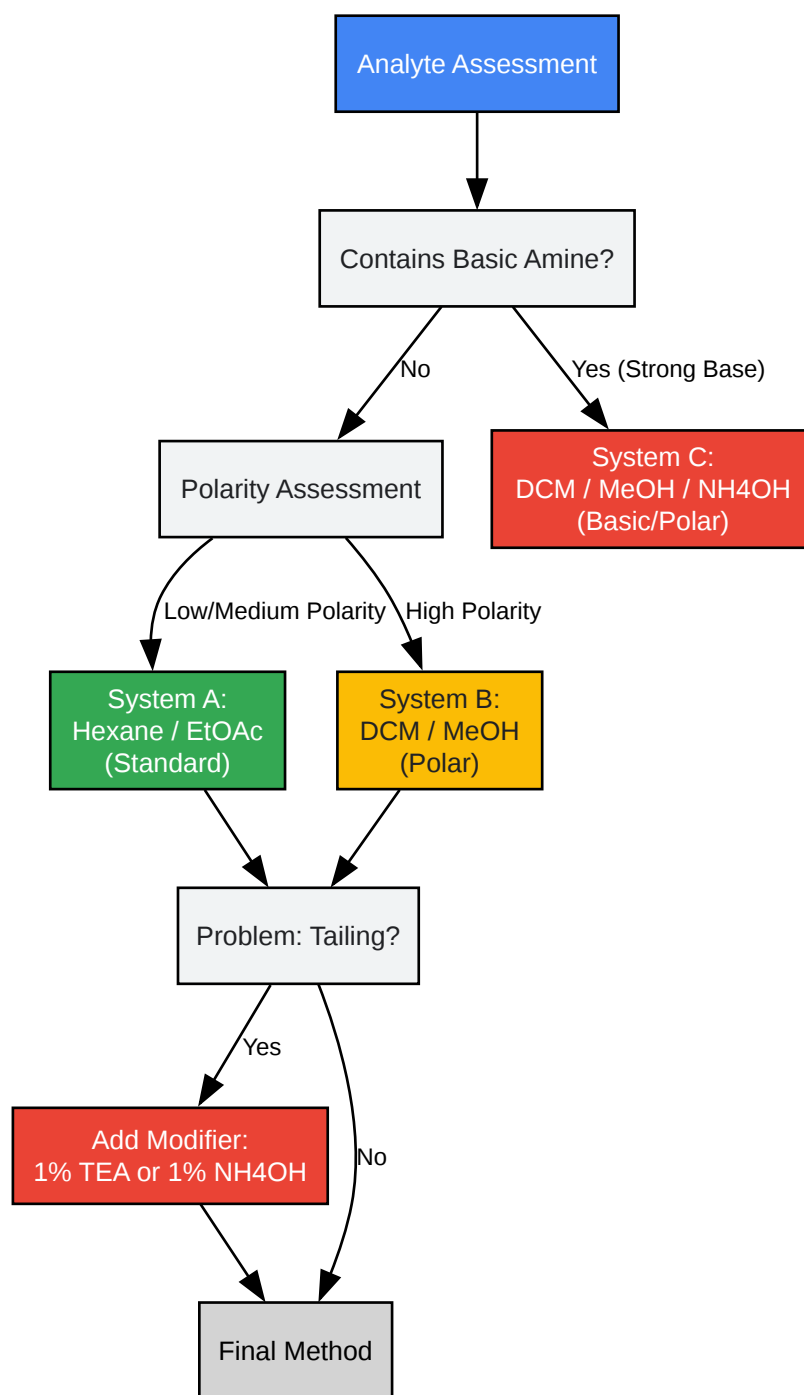 Analyte Assessment
Contains Basic Amine?
No
Yes (Strong Base)
Polarity Assessment
System C:
DCM / MeOH / NH4OH
(Basic/Polar)
Low/Medium Polarity
High Polarity
System A:
Hexane / EtOAc
(Standard)
System B:
DCM / MeOH
(Polar)
Problem: Tailing?
Yes
Add Modifier:
1% TEA or 1% NH4OH
No
Final Method